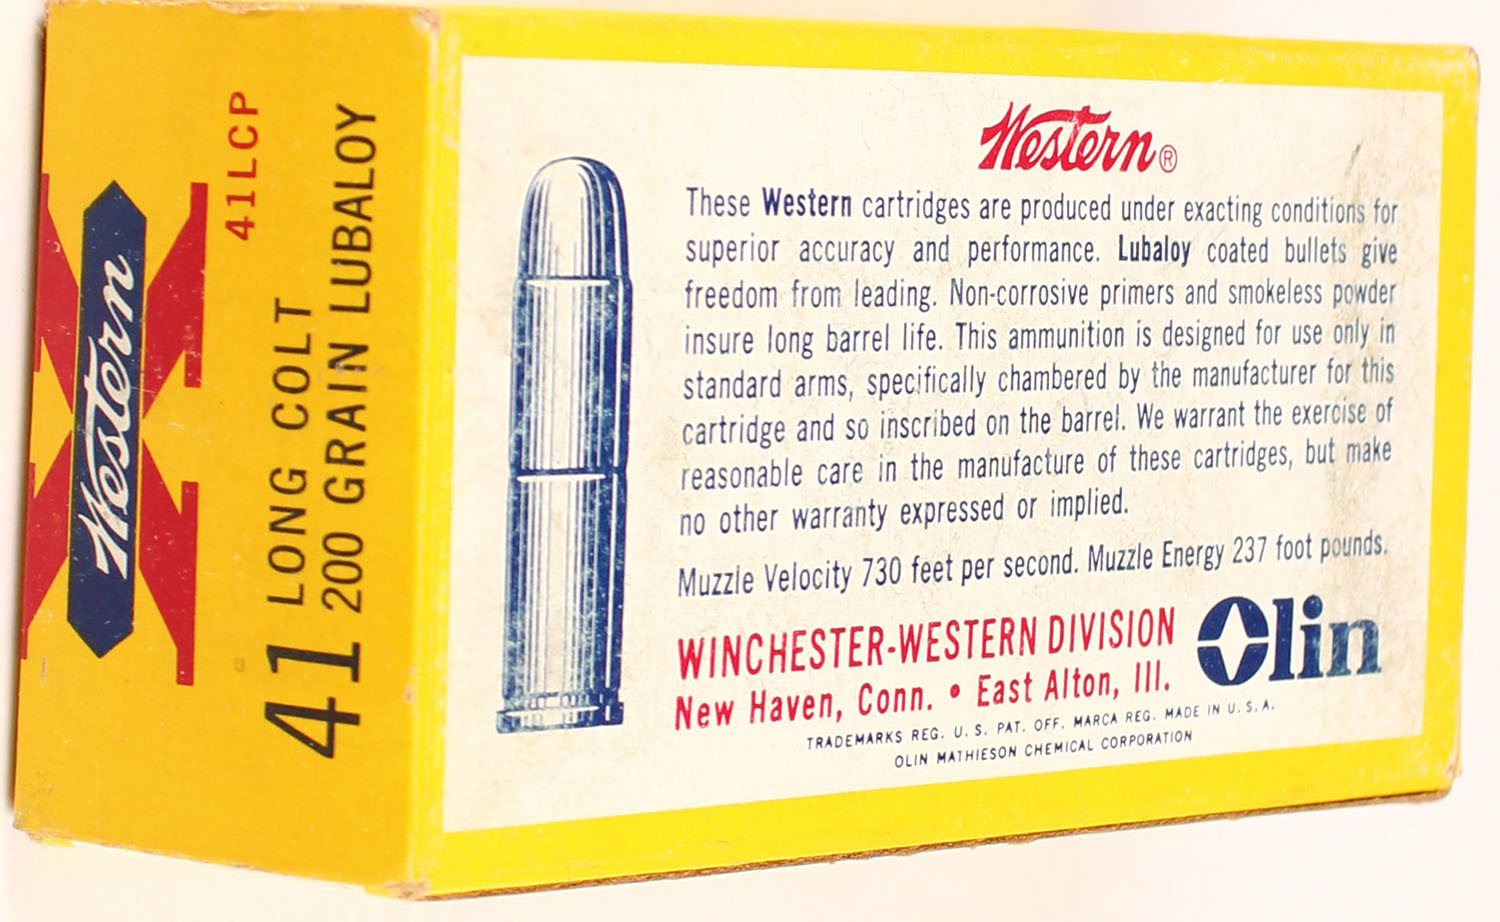 Western
41LCP
41 LONG COLT
200 GRAIN LUBALOY
Western®
These Western cartridges are produced under exacting conditions for
superior accuracy and performance. Lubaloy coated bullets give
freedom from leading. Non-corrosive primers and smokeless powder
insure long barrel life. This ammunition is designed for use only in
standard arms, specifically chambered by the manufacturer for this
cartridge and so inscribed on the barrel. We warrant the exercise of
reasonable care in the manufacture of these cartridges, but make
no other warranty expressed or implied.
Muzzle Velocity 730 feet per second. Muzzle Energy 237 foot pounds.
WINCHESTER-WESTERN DIVISION
New Haven, Conn. • East Alton, Ill.
Olin
TRADEMARKS REG. U. S. PAT. OFF. MARCA REG. MADE IN U. S. A.
OLIN MATHIESON CHEMICAL CORPORATION